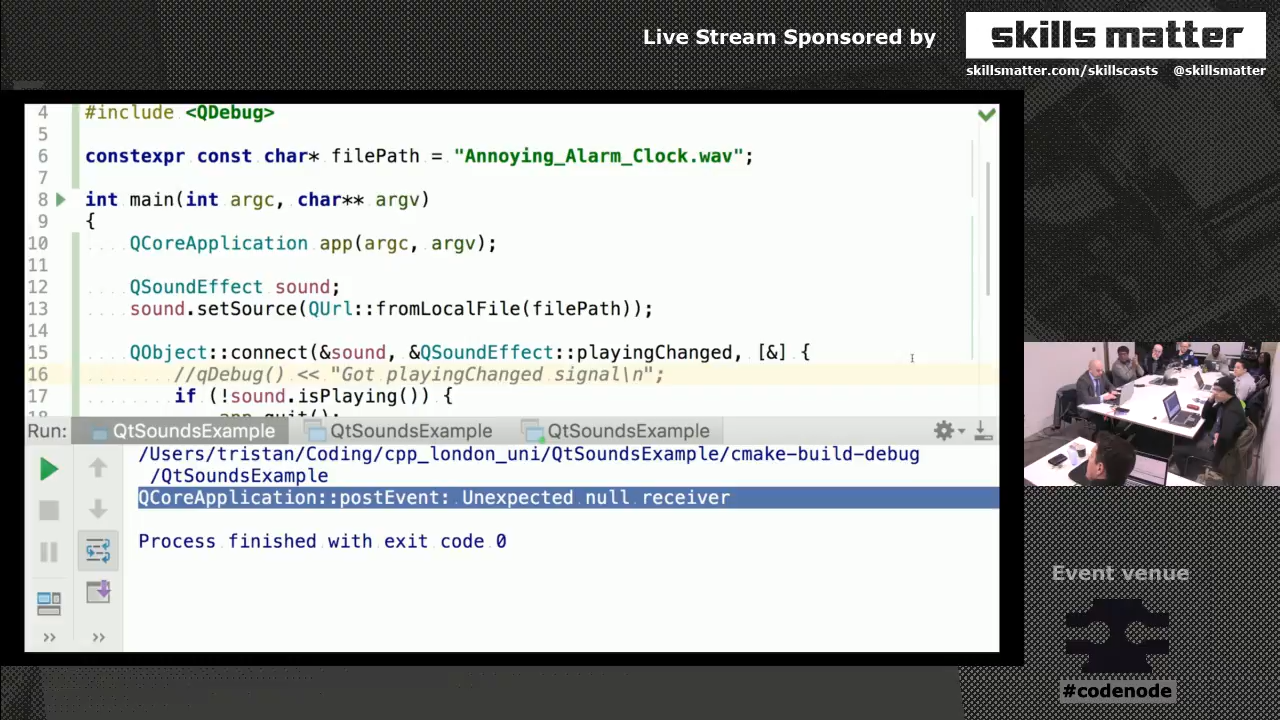 Live Stream Sponsored by
skills matter
skillsmatter.com/skillscasts @skillsmatter
4 #include <QDebug>
5
6 constexpr const char* filePath = "Annoying_Alarm_Clock.wav";
7
8 int main(int argc, char** argv)
9 {
10 QCoreApplication app(argc, argv);
11
12 QSoundEffect sound;
13 sound.setSource(QUrl::fromLocalFile(filePath));
14
15 QObject::connect(&sound, &QSoundEffect::playingChanged, [&] {
16 //qDebug() << "Got playingChanged signal\n";
17 if (!sound.isPlaying()) {
18 app.quit();
Run: QtSoundsExample QtSoundsExample QtSoundsExample
/Users/tristan/Coding/cpp_london_uni/QtSoundsExample/cmake-build-debug
/QtSoundsExample
QCoreApplication::postEvent: Unexpected null receiver
Process finished with exit code 0
Event venue
#codenode